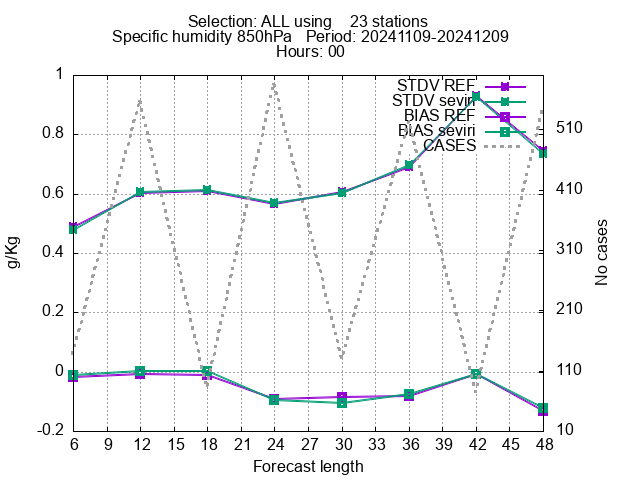 Selection: ALL using    23 stations
Specific humidity 850hPa   Period: 20241109-20241209
Hours: 00
STDV REF
STDV seviri
BIAS REF
BIAS seviri
CASES
1
0.8
0.6
0.4
0.2
0
-0.2
g/Kg
510
410
310
210
110
10
No cases
6 9 12 15 18 21 24 27 30 33 36 39 42 45 48
Forecast length